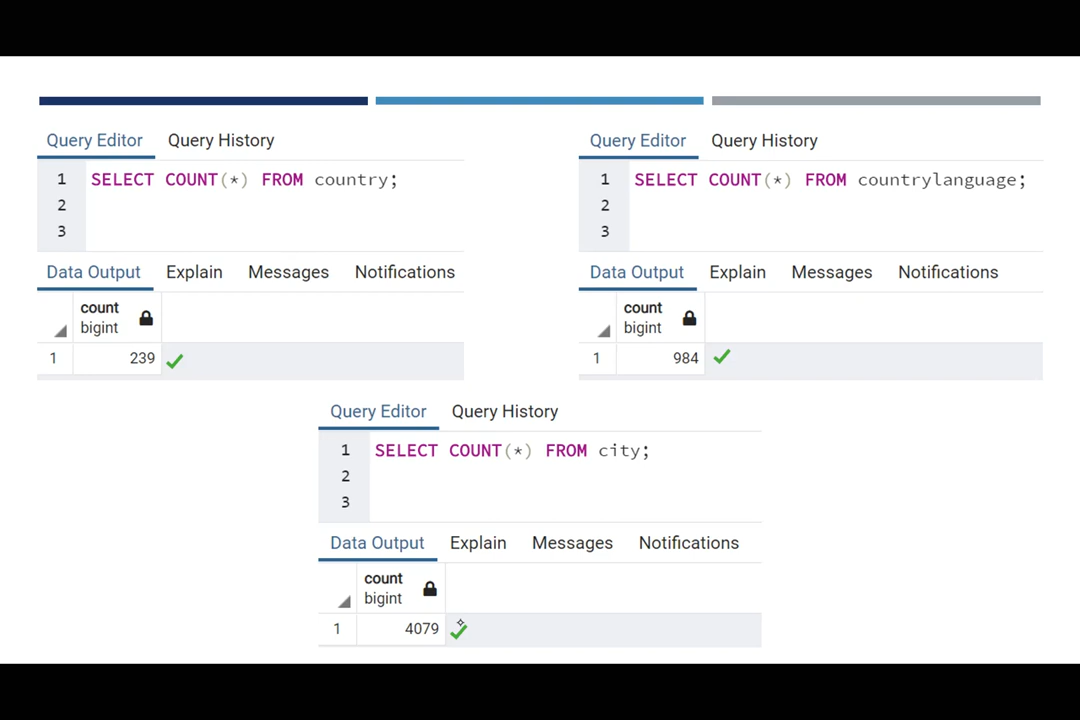 Query Editor Query History
1 SELECT COUNT(*) FROM country;
2
3
Data Output Explain Messages Notifications
count
bigint
1 239
Query Editor Query History
1 SELECT COUNT(*) FROM countrylanguage;
2
3
Data Output Explain Messages Notifications
count
bigint
1 984
Query Editor Query History
1 SELECT COUNT(*) FROM city;
2
3
Data Output Explain Messages Notifications
count
bigint
1 4079